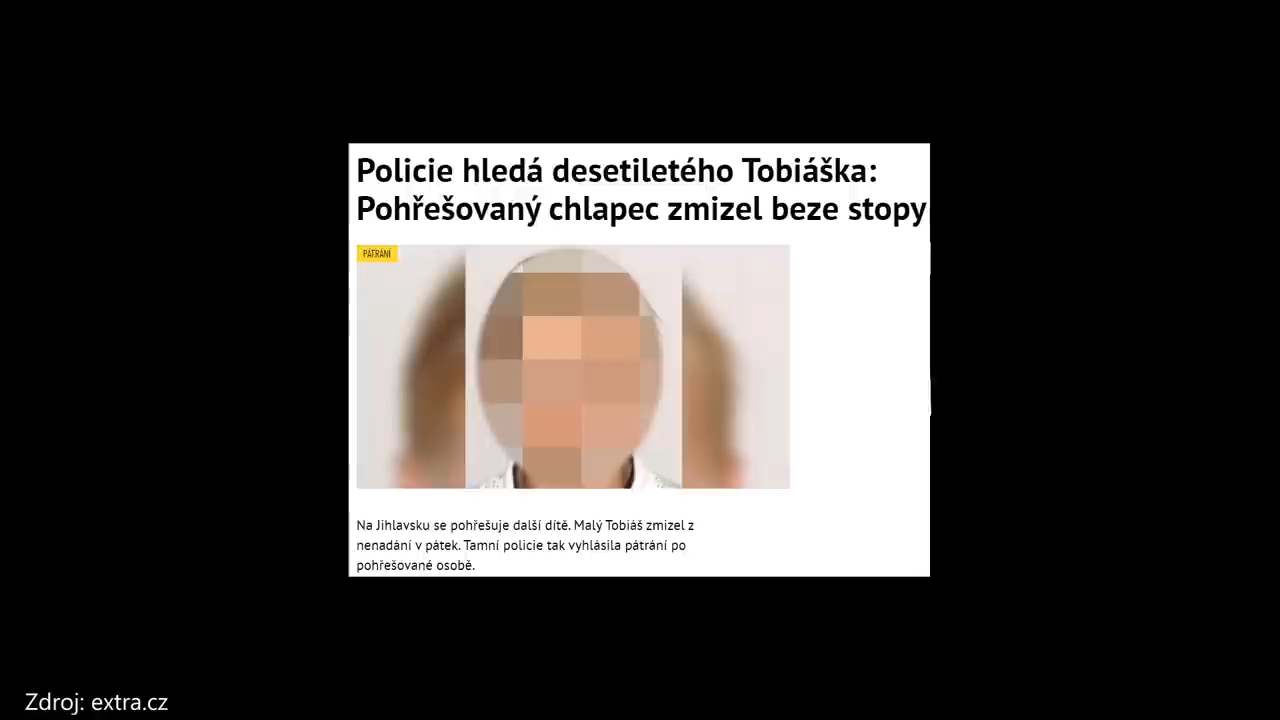 Policie hledá desetiletého Tobiáška:
Pohřešovaný chlapec zmizel beze stopy
PÁTRÁNÍ
Na Jihlavsku se pohřešuje další dítě. Malý Tobiáš zmizel z
nenadání v pátek. Tamní policie tak vyhlásila pátrání po
pohřešované osobě.
Zdroj: extra.cz